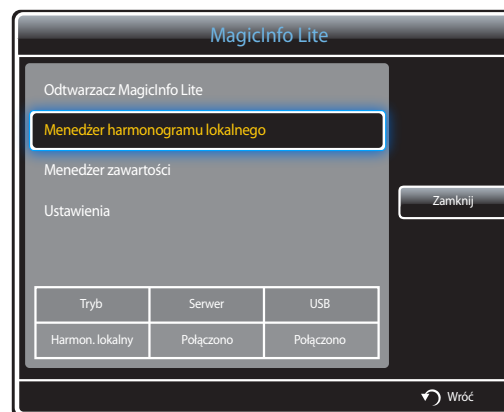 MagicInfo Lite
Odtwarzacz MagicInfo Lite
Menedżer harmonogramu lokalnego
Menedżer zawartości
Ustawienia
Zamknij
Tryb Serwer USB
Harmon. lokalny Połączono Połączono
Wróć